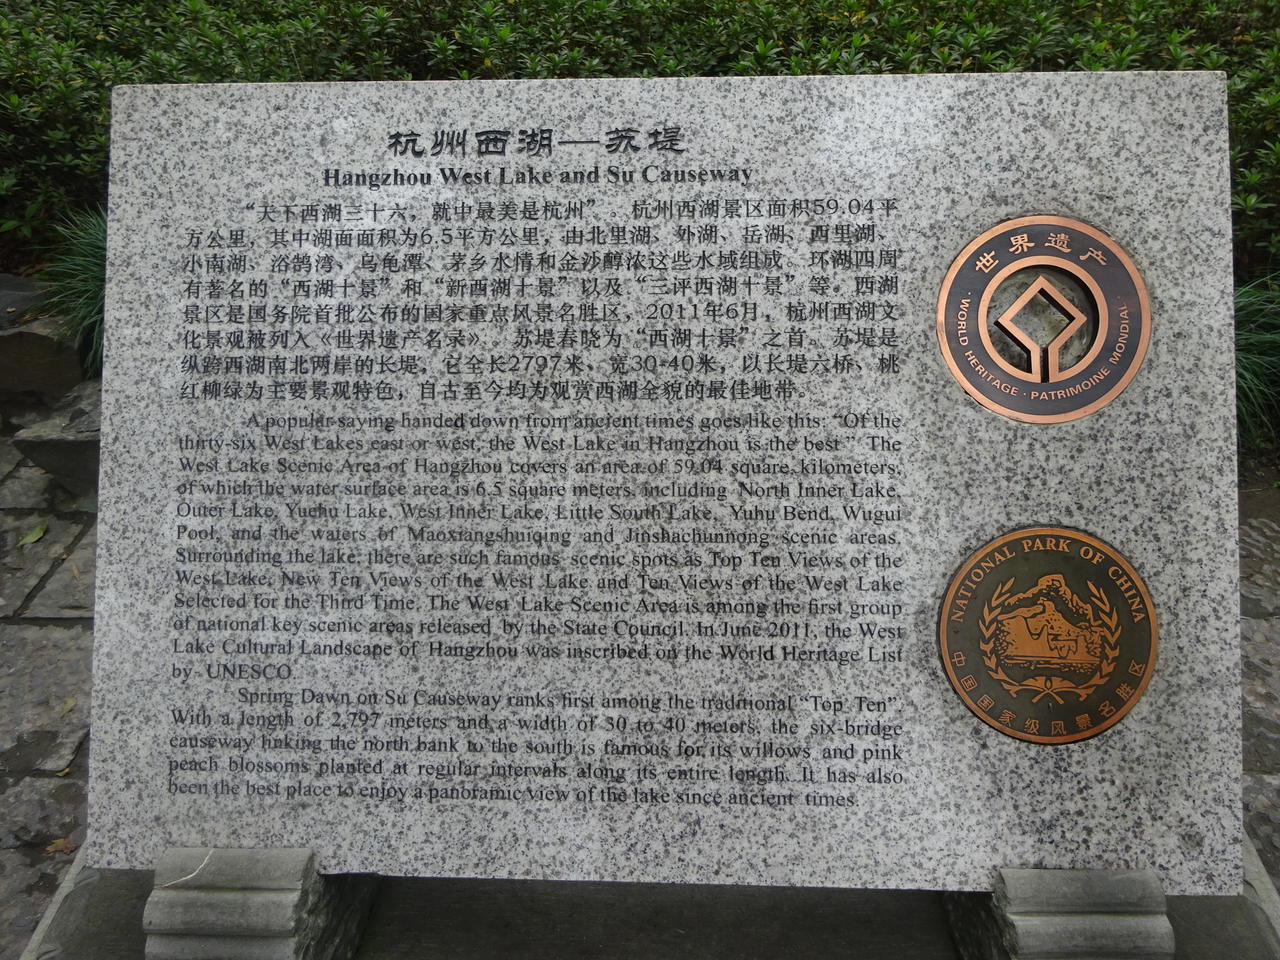 杭州西湖—苏堤
Hangzhou West Lake and Su Causeway
“天下西湖三十六，就中最美是杭州”。杭州西湖景区面积59.04平
方公里，其中湖面面积为6.5平方公里，由北里湖、外湖、岳湖、西里湖、
小南湖、浴鹄湾、乌龟潭、茅乡水情和金沙醇浓这些水域组成。环湖四周
有著名的“西湖十景”和“新西湖十景”以及“三评西湖十景”等。西湖
景区是国务院首批公布的国家重点风景名胜区，2011年6月，杭州西湖文
化景观被列入《世界遗产名录》。苏堤春晓为“西湖十景”之首。苏堤是
纵跨西湖南北两岸的长堤，它全长2797米、宽30-40米，以长堤六桥、桃
红柳绿为主要景观特色，自古至今均为观赏西湖全貌的最佳地带。
A popular saying handed down from ancient times goes like this: “Of the
thirty-six West Lakes east or west, the West Lake in Hangzhou is the best.” The
West Lake Scenic Area of Hangzhou covers an area of 59.04 square kilometers,
of which the water surface area is 6.5 square meters, including North Inner Lake,
Outer Lake, Yuehu Lake, West Inner Lake, Little South Lake, Yuhu Bend, Wugui
Pool, and the waters of Maoxiangshuiqing and Jinshachunnong scenic areas.
Surrounding the lake, there are such famous scenic spots as Top Ten Views of the
West Lake, New Ten Views of the West Lake and Ten Views of the West Lake
Selected for the Third Time. The West Lake Scenic Area is among the first group
of national key scenic areas released by the State Council. In June 2011, the West
Lake Cultural Landscape of Hangzhou was inscribed on the World Heritage List
by UNESCO.
Spring Dawn on Su Causeway ranks first among the traditional “Top Ten”.
With a length of 2,797 meters and a width of 30 to 40 meters, the six-bridge
causeway linking the north bank to the south is famous for its willows and pink
peach blossoms planted at regular intervals along its entire length. It has also
been the best place to enjoy a panoramic view of the lake since ancient times.
世界遗产
·WORLD HERITAGE · PATRIMOINE MONDIAL·
NATIONAL PARK OF CHINA
中国国家级风景名胜区